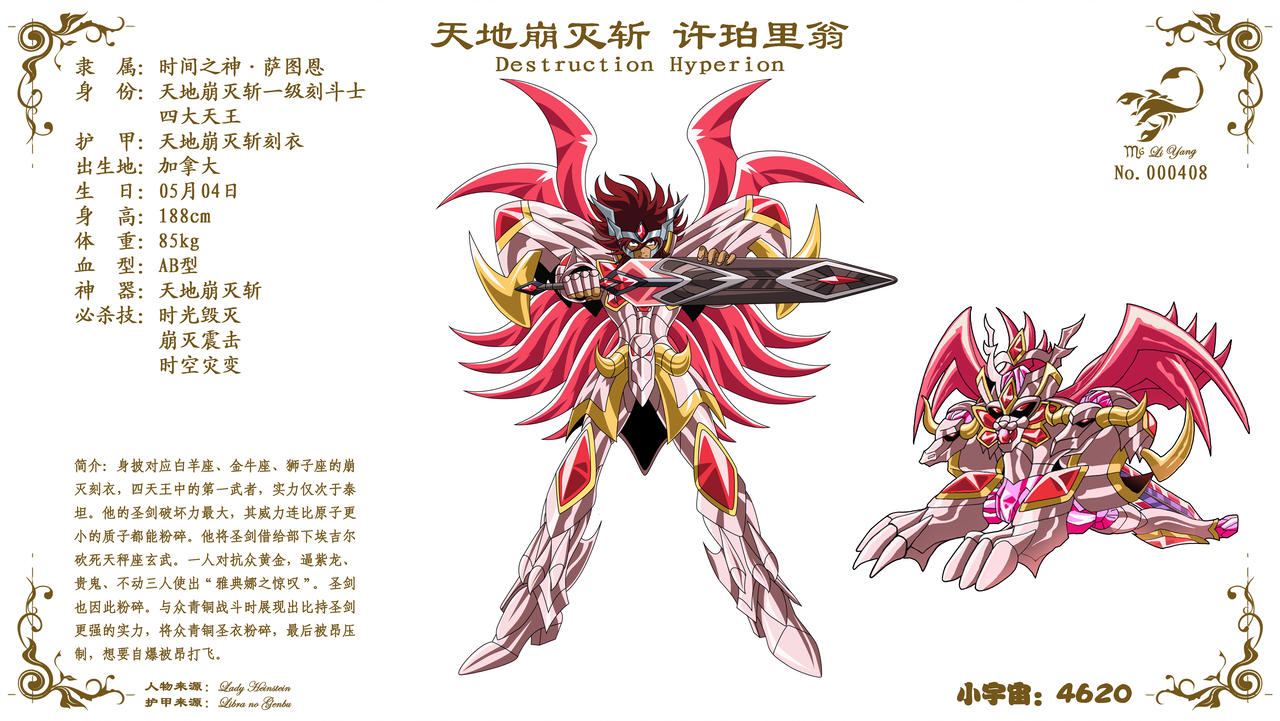 天地崩灭斩 许珀里翁
Destruction Hyperion
隶 属：时间之神·萨图恩
身 份：天地崩灭斩一级刻斗士
四大天王
护 甲：天地崩灭斩刻衣
出生地：加拿大
生 日：05月04日
身 高：188cm
体 重：85kg
血 型：AB型
神 器：天地崩灭斩
必杀技：时光毁灭
崩灭震击
时空灾变
Mc Li Yang
No.000408
简介：身披对应白羊座、金牛座、狮子座的崩
灭刻衣，四天王中的第一武者，实力仅次于泰
坦。他的圣剑破坏力最大，其威力连比原子更
小的质子都能粉碎。他将圣剑借给部下埃吉尔
砍死天秤座玄武。一人对抗众黄金，逼紫龙、
贵鬼、不动三人使出“雅典娜之惊叹”。圣剑
也因此粉碎。与众青铜战斗时展现出比持圣剑
更强的实力，将众青铜圣衣粉碎，最后被昂压
制，想要自爆被昂打飞。
人物来源：Lady Heinstein
护甲来源：Libra no Genbu
小宇宙：4620